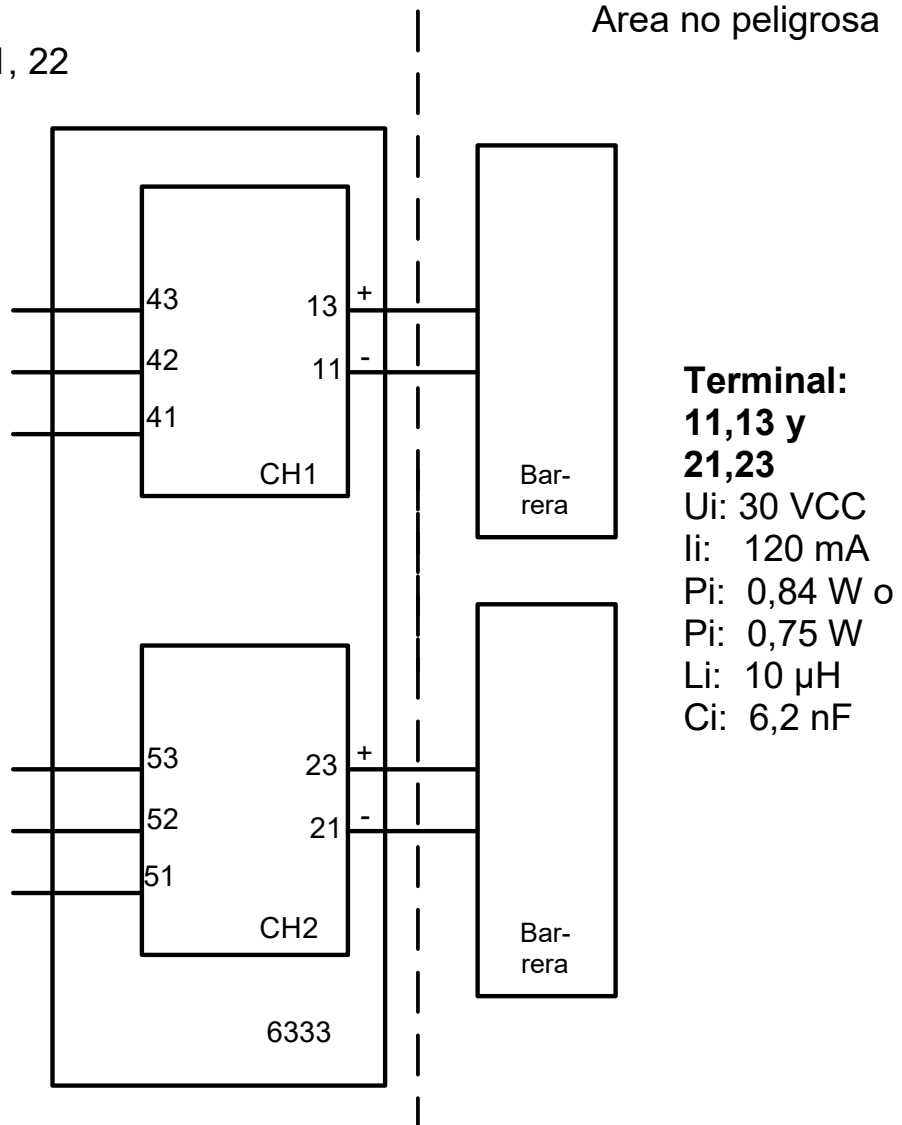 Area no peligrosa
, 22
43
13
+
42
11
-
41
CH1
Bar-
rera
Terminal:
11,13 y
21,23
Ui: 30 VCC
Ii: 120 mA
Pi: 0,84 W o
Pi: 0,75 W
Li: 10 µH
Ci: 6,2 nF
53
23
+
52
21
-
51
CH2
Bar-
rera
6333